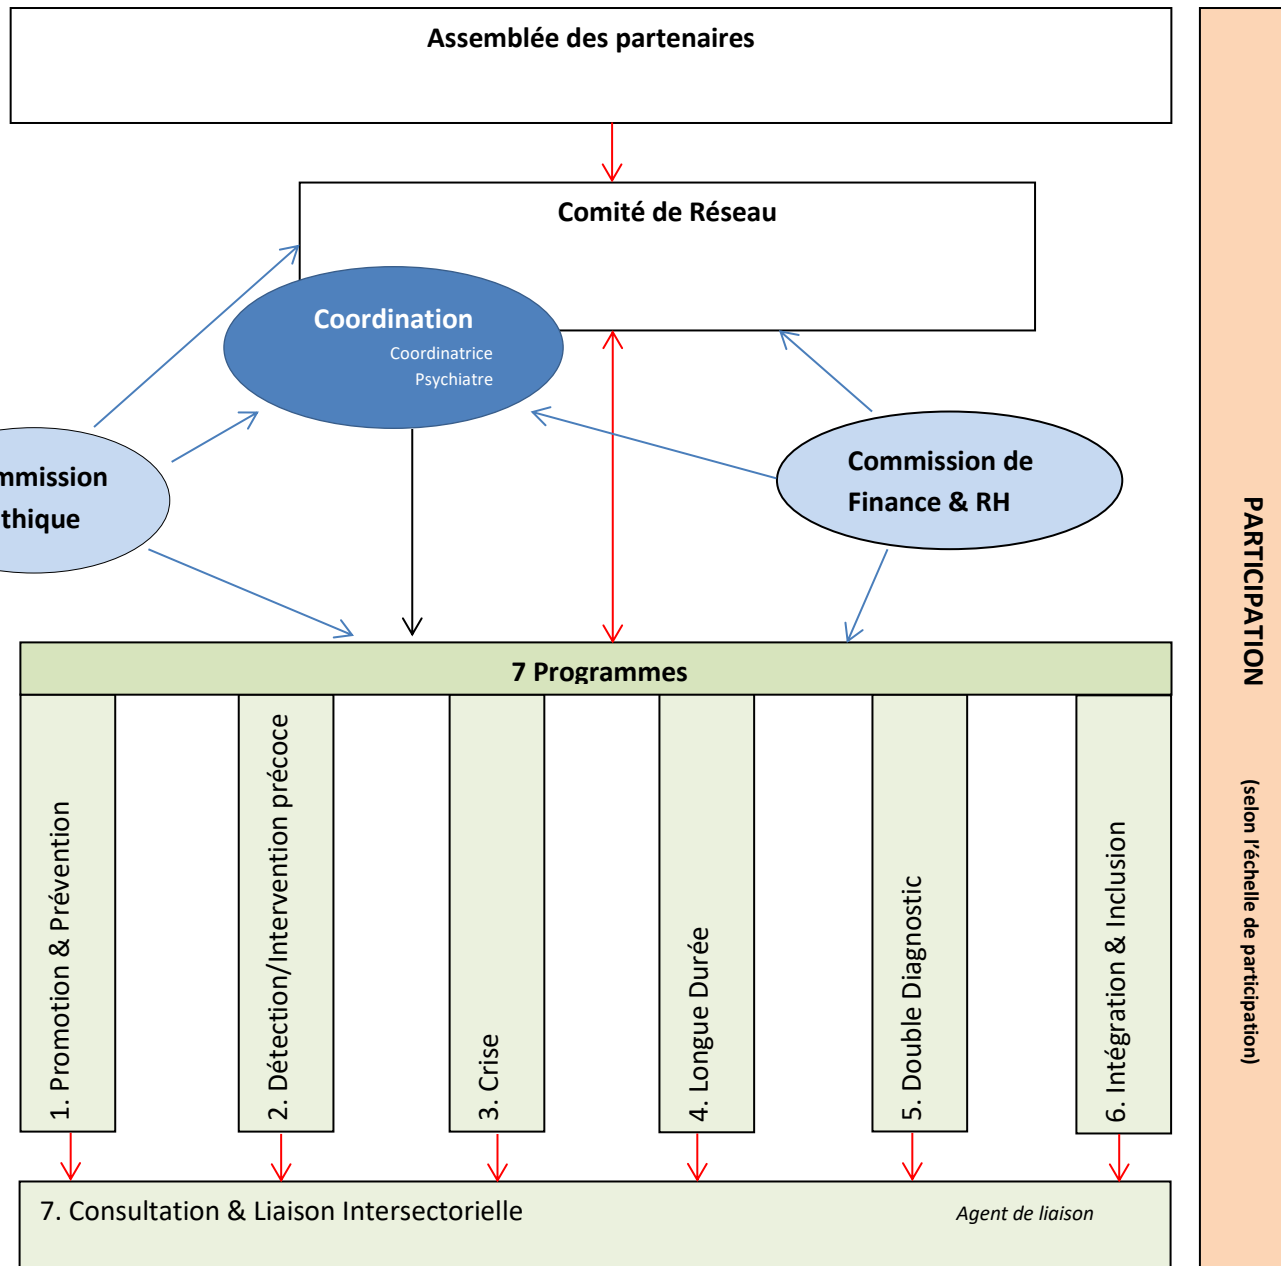 Assemblée des partenaires
Comité de Réseau
Coordination
Coordinatrice
Psychiatre
mmission
thique
Commission de
Finance & RH
7 Programmes
1. Promotion & Prévention
2. Détection/Intervention précoce
3. Crise
4. Longue Durée
5. Double Diagnostic
6. Intégration & Inclusion
7. Consultation & Liaison Intersectorielle
Agent de liaison
PARTICIPATION
(selon l'échelle de participation)